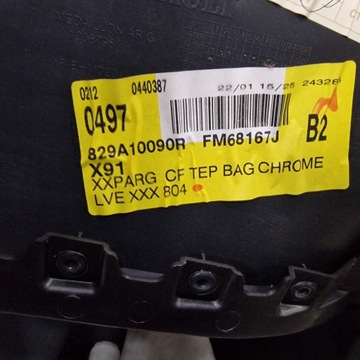 0212 0440387 22/01 15/25 24326
0497
829A10090R FM68167J B2
X91
XXPARG CF TEP BAG CHROME
LVE XXX 804